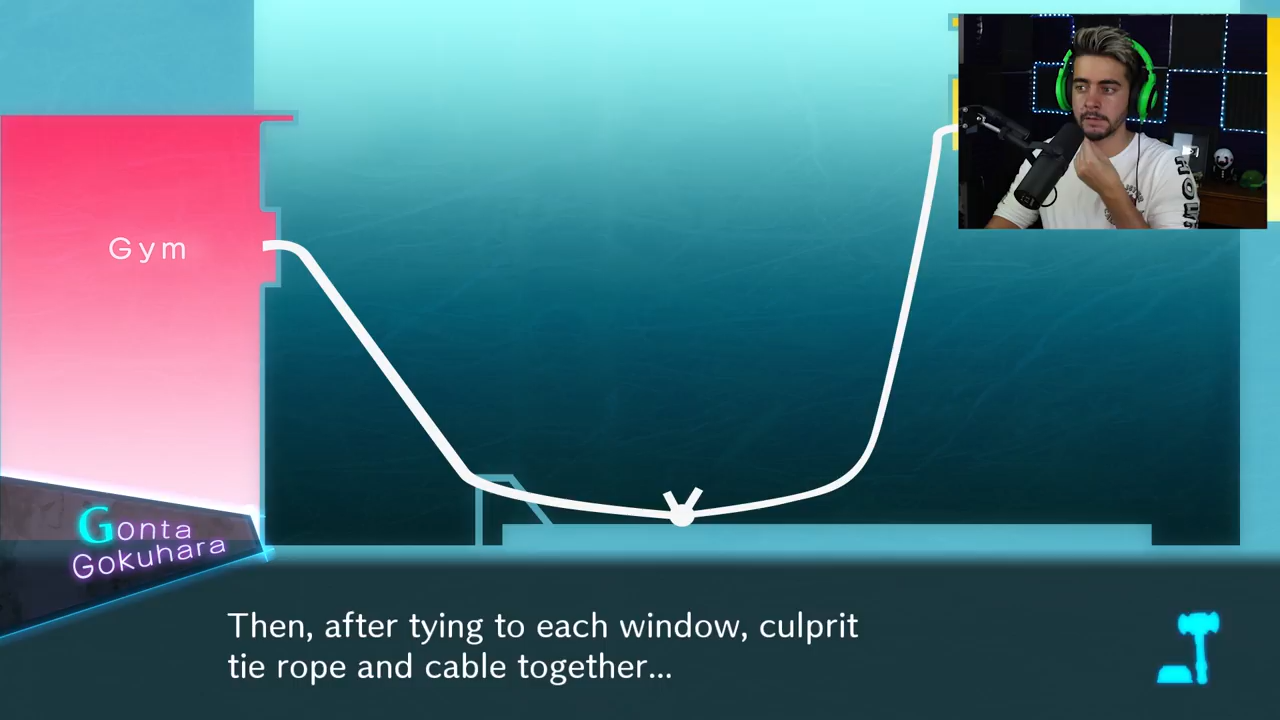 Gym
Gonta
Gokuhara
Then, after tying to each window, culprit
tie rope and cable together...